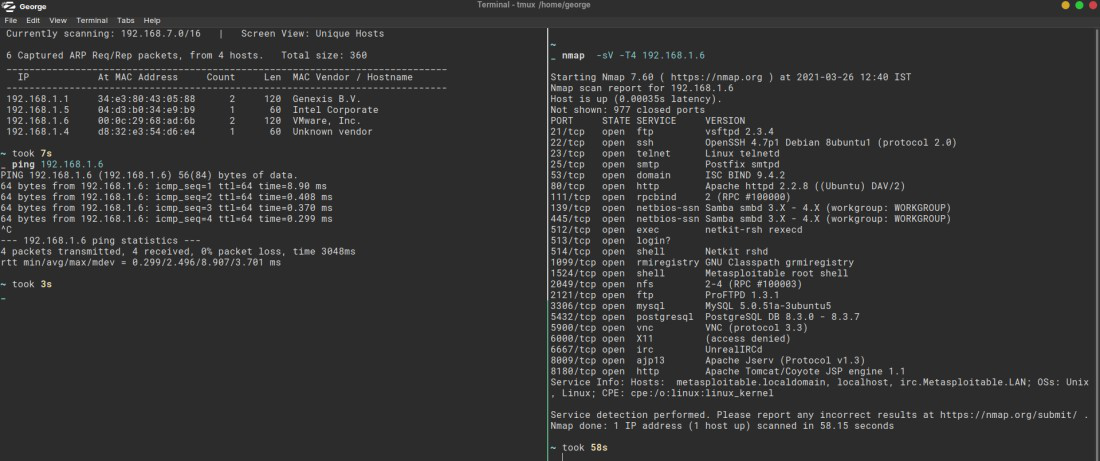 George
Terminal - tmux /home/george
File Edit View Terminal Tabs Help
Currently scanning: 192.168.7.0/16 | Screen View: Unique Hosts
6 Captured ARP Req/Rep packets, from 4 hosts. Total size: 360
_____________________________________________________________________________
IP At MAC Address Count Len MAC Vendor / Hostname
-----------------------------------------------------------------------------
192.168.1.1 34:e3:80:43:05:88 2 120 Genexis B.V.
192.168.1.5 04:d3:b0:34:e9:b9 1 60 Intel Corporate
192.168.1.6 00:0c:29:68:ad:6b 2 120 VMware, Inc.
192.168.1.4 d8:32:e3:54:d6:e4 1 60 Unknown vendor
~ took 7s
_ ping 192.168.1.6
PING 192.168.1.6 (192.168.1.6) 56(84) bytes of data.
64 bytes from 192.168.1.6: icmp_seq=1 ttl=64 time=8.90 ms
64 bytes from 192.168.1.6: icmp_seq=2 ttl=64 time=0.408 ms
64 bytes from 192.168.1.6: icmp_seq=3 ttl=64 time=0.370 ms
64 bytes from 192.168.1.6: icmp_seq=4 ttl=64 time=0.299 ms
^C
--- 192.168.1.6 ping statistics ---
4 packets transmitted, 4 received, 0% packet loss, time 3048ms
rtt min/avg/max/mdev = 0.299/2.496/8.907/3.701 ms
~ took 3s
_
~
_ nmap -sV -T4 192.168.1.6
Starting Nmap 7.60 ( https://nmap.org ) at 2021-03-26 12:40 IST
Nmap scan report for 192.168.1.6
Host is up (0.00035s latency).
Not shown: 977 closed ports
PORT STATE SERVICE VERSION
21/tcp open ftp vsftpd 2.3.4
22/tcp open ssh OpenSSH 4.7p1 Debian 8ubuntu1 (protocol 2.0)
23/tcp open telnet Linux telnetd
25/tcp open smtp Postfix smtpd
53/tcp open domain ISC BIND 9.4.2
80/tcp open http Apache httpd 2.2.8 ((Ubuntu) DAV/2)
111/tcp open rpcbind 2 (RPC #100000)
139/tcp open netbios-ssn Samba smbd 3.X - 4.X (workgroup: WORKGROUP)
445/tcp open netbios-ssn Samba smbd 3.X - 4.X (workgroup: WORKGROUP)
512/tcp open exec netkit-rsh rexecd
513/tcp open login?
514/tcp open shell Netkit rshd
1099/tcp open rmiregistry GNU Classpath grmiregistry
1524/tcp open shell Metasploitable root shell
2049/tcp open nfs 2-4 (RPC #100003)
2121/tcp open ftp ProFTPD 1.3.1
3306/tcp open mysql MySQL 5.0.51a-3ubuntu5
5432/tcp open postgresql PostgreSQL DB 8.3.0 - 8.3.7
5900/tcp open vnc VNC (protocol 3.3)
6000/tcp open X11 (access denied)
6667/tcp open irc UnrealIRCd
8009/tcp open ajp13 Apache Jserv (Protocol v1.3)
8180/tcp open http Apache Tomcat/Coyote JSP engine 1.1
Service Info: Hosts: metasploitable.localdomain, localhost, irc.Metasploitable.LAN; OSs: Unix
, Linux; CPE: cpe:/o:linux:linux_kernel
Service detection performed. Please report any incorrect results at https://nmap.org/submit/ .
Nmap done: 1 IP address (1 host up) scanned in 58.15 seconds
~ took 58s